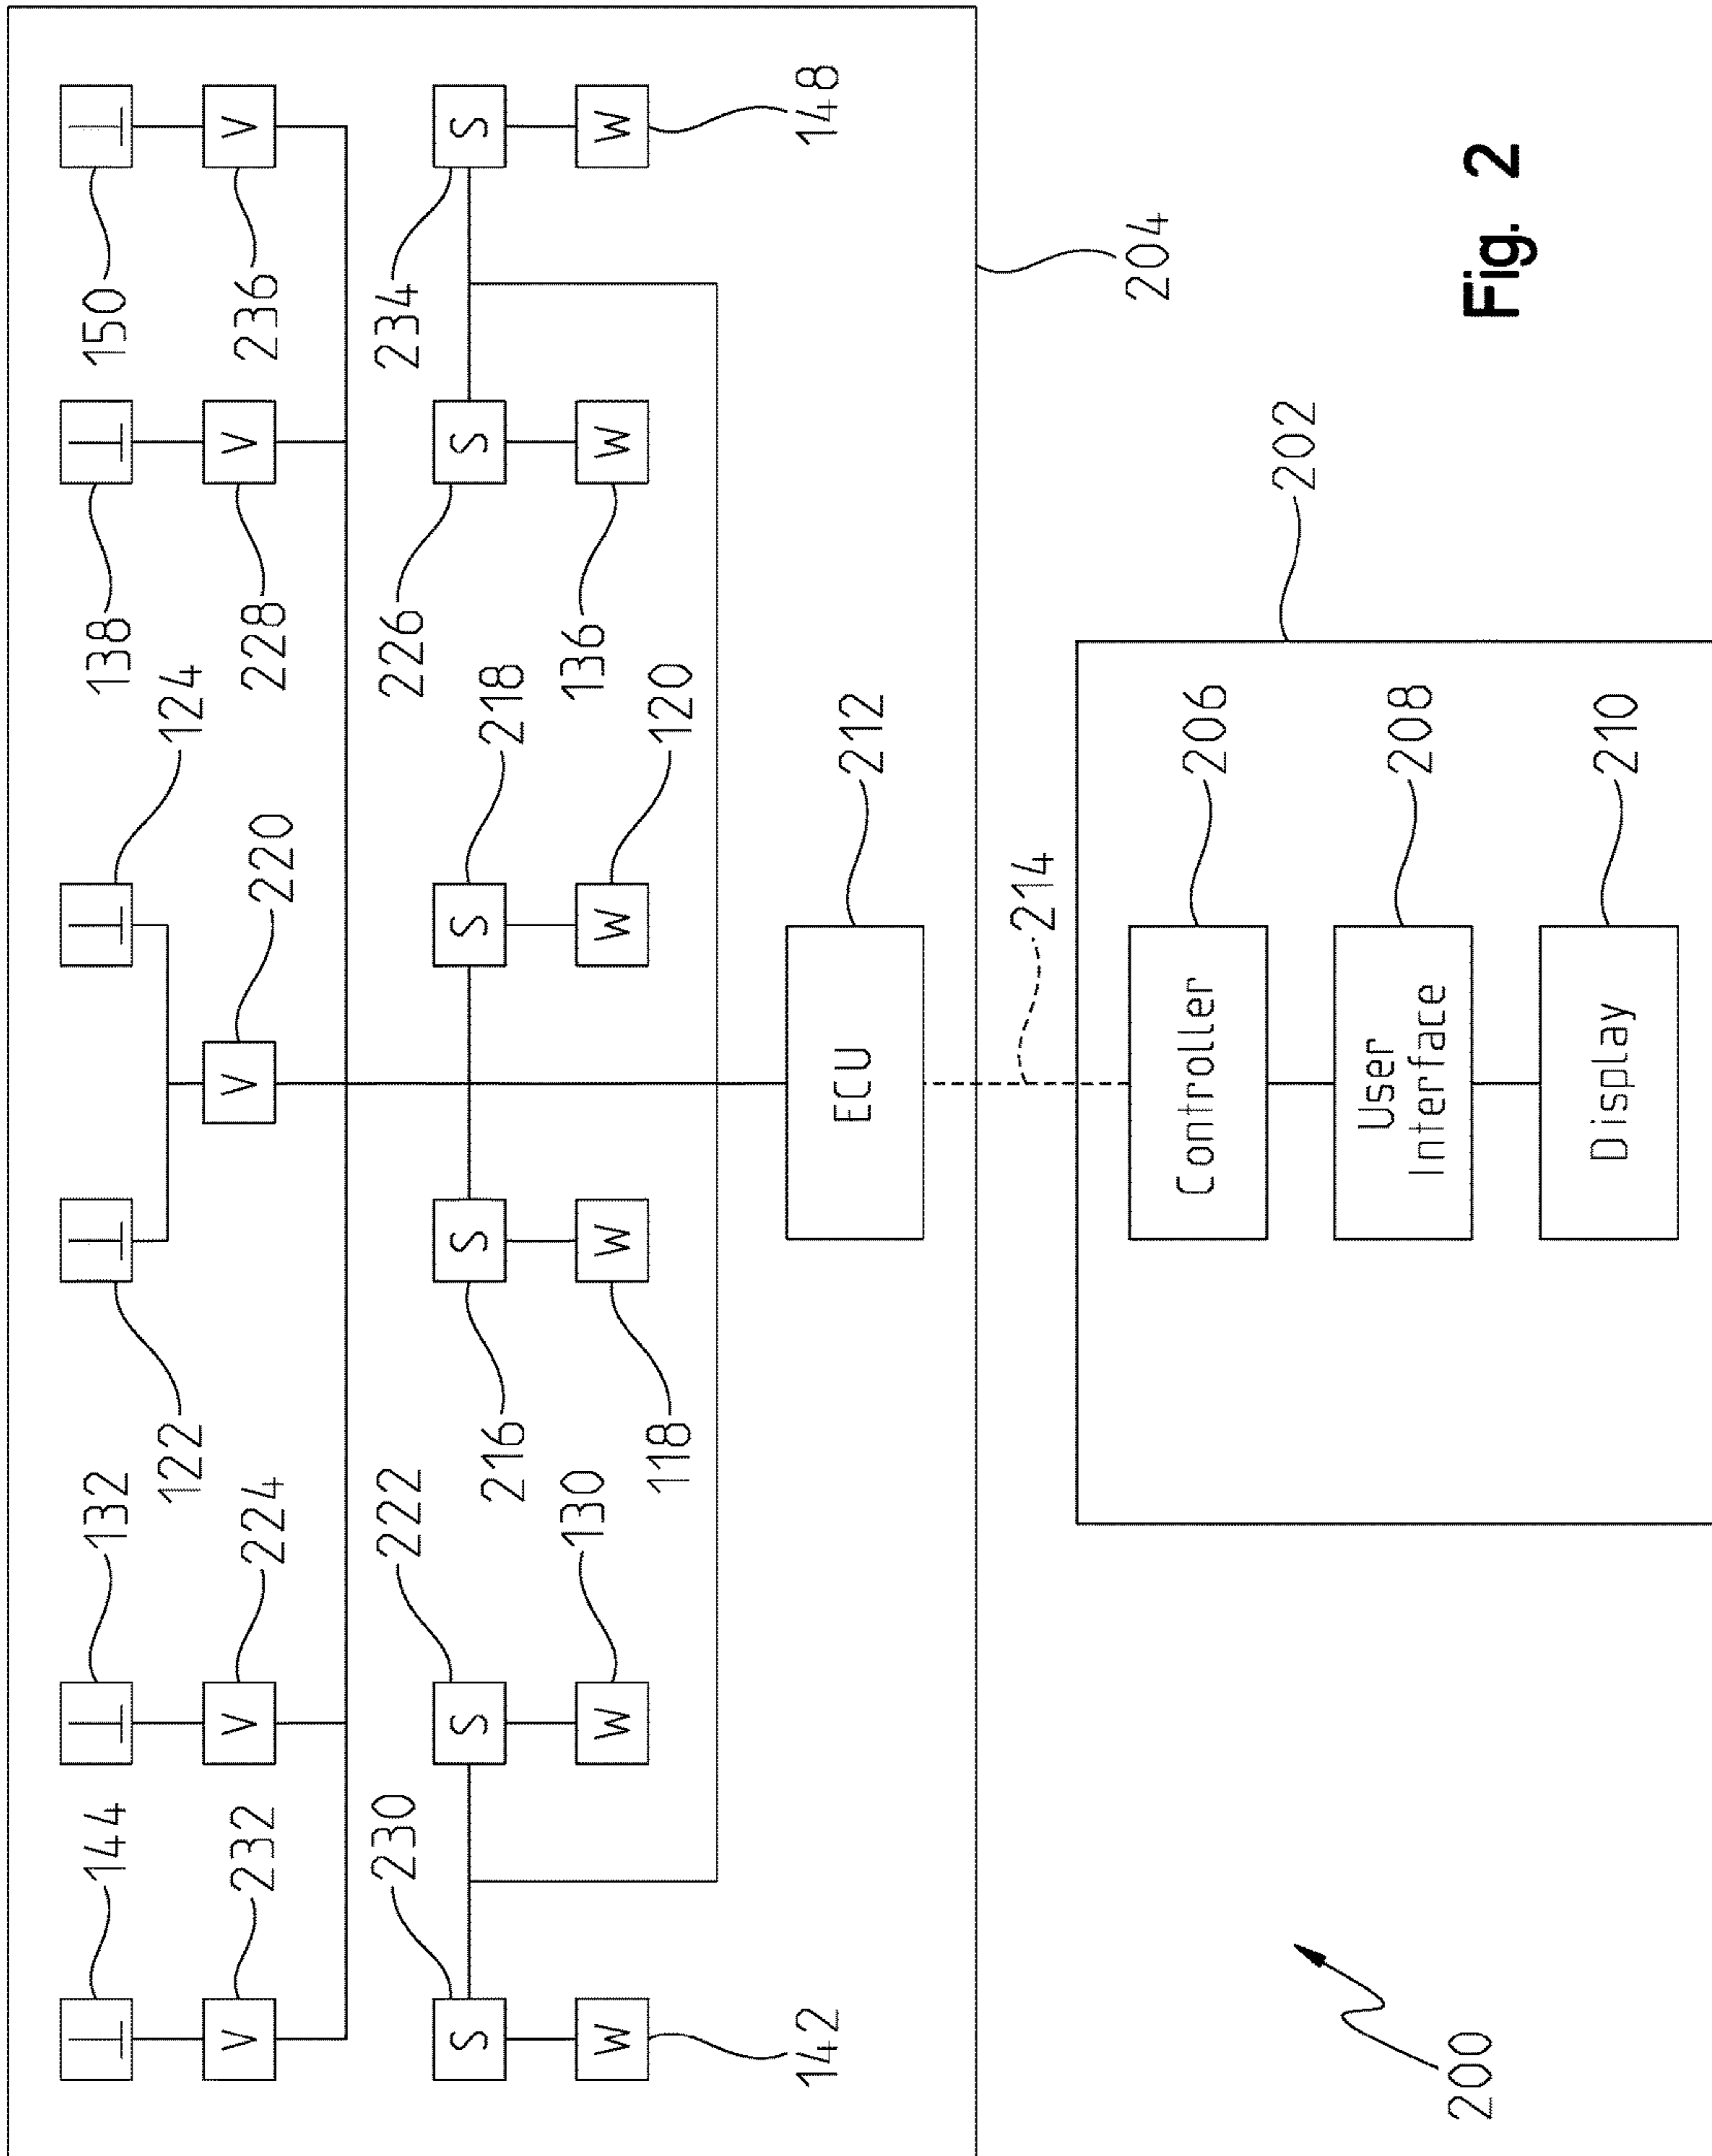 144
132
138
150
122
124
V
V
V
V
V
232
224
220
228
236
230
222
226
234
S
S
S
S
S
S
216
218
W
W
W
W
W
W
130
118
120
136
142
148
ECU
212
214
204
202
Controller
206
User
Interface
208
Display
210
200
Fig. 2